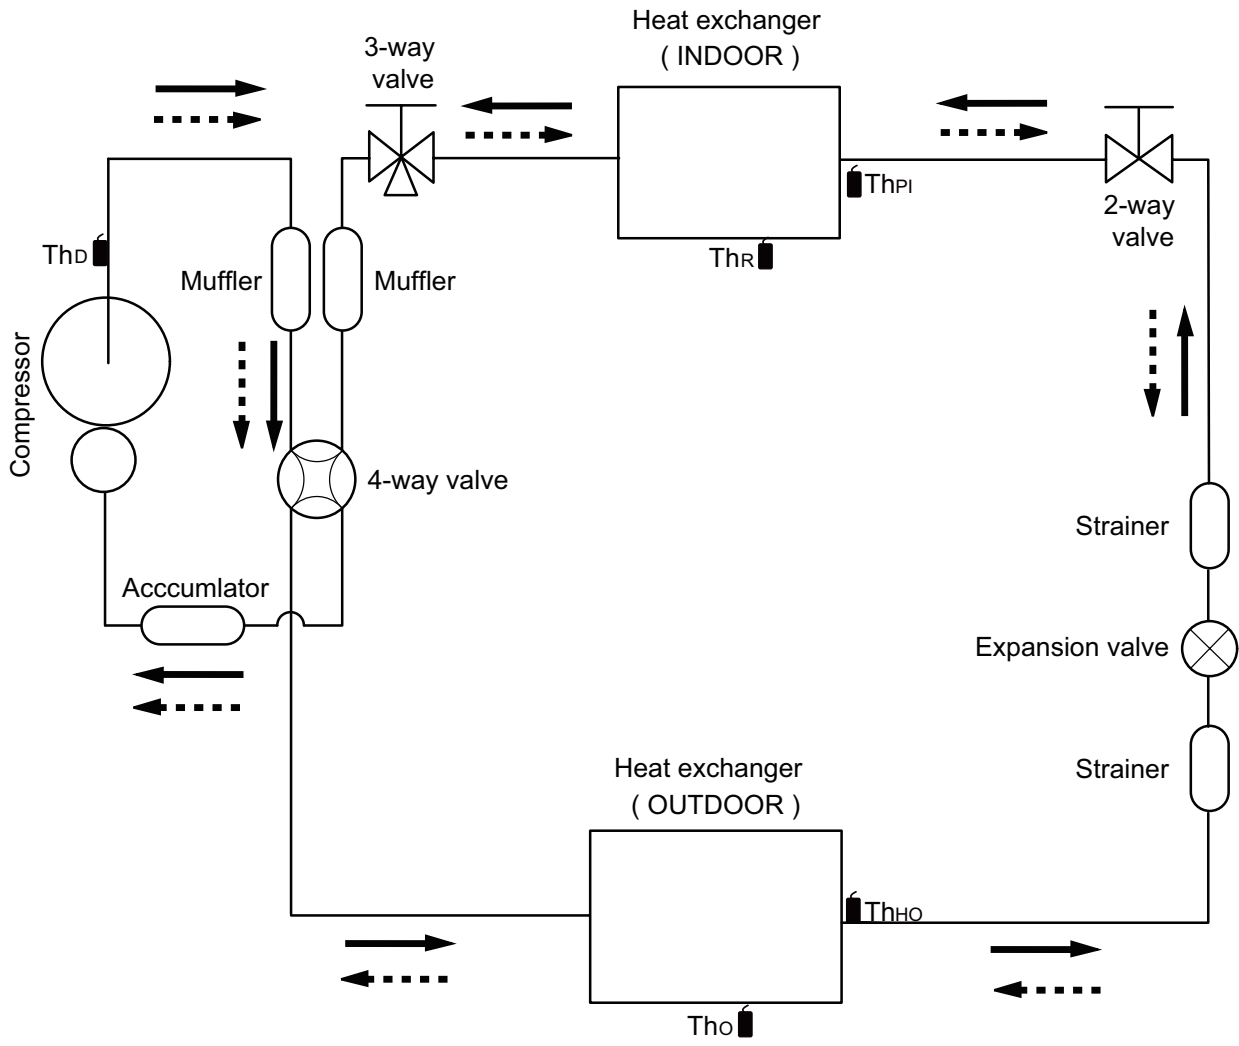 Heat exchanger
( INDOOR )
3-way
valve
ThPI
2-way
valve
ThD
ThR
Muffler
Muffler
Compressor
4-way valve
Strainer
Acccumlator
Expansion valve
Strainer
Heat exchanger
( OUTDOOR )
ThHO
ThO